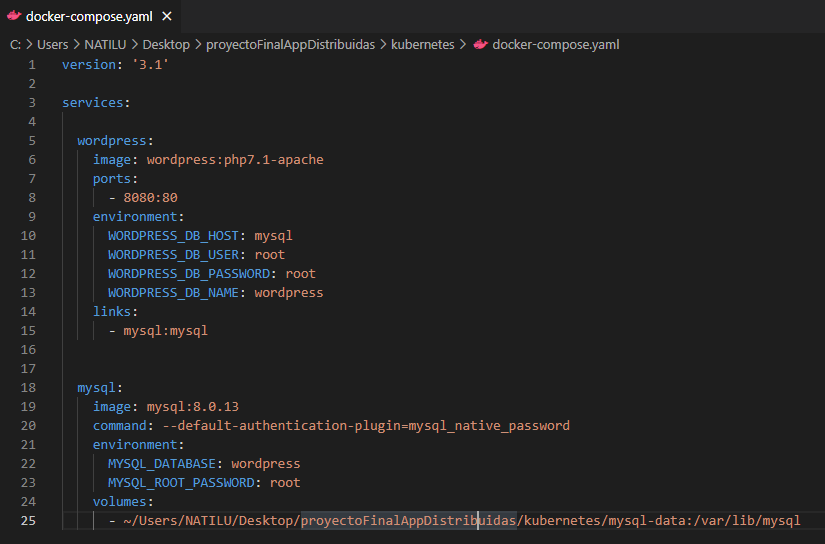 docker-compose.yaml ×
C: > Users > NATILU > Desktop > proyectoFinalAppDistribuidas > kubernetes > docker-compose.yaml
1 version: '3.1'
2
3 services:
4
5   wordpress:
6     image: wordpress:php7.1-apache
7     ports:
8       - 8080:80
9     environment:
10       WORDPRESS_DB_HOST: mysql
11       WORDPRESS_DB_USER: root
12       WORDPRESS_DB_PASSWORD: root
13       WORDPRESS_DB_NAME: wordpress
14     links:
15       - mysql:mysql
16
17
18   mysql:
19     image: mysql:8.0.13
20     command: --default-authentication-plugin=mysql_native_password
21     environment:
22       MYSQL_DATABASE: wordpress
23       MYSQL_ROOT_PASSWORD: root
24     volumes:
25       - ~/Users/NATILU/Desktop/proyectoFinalAppDistribuidas/kubernetes/mysql-data:/var/lib/mysql